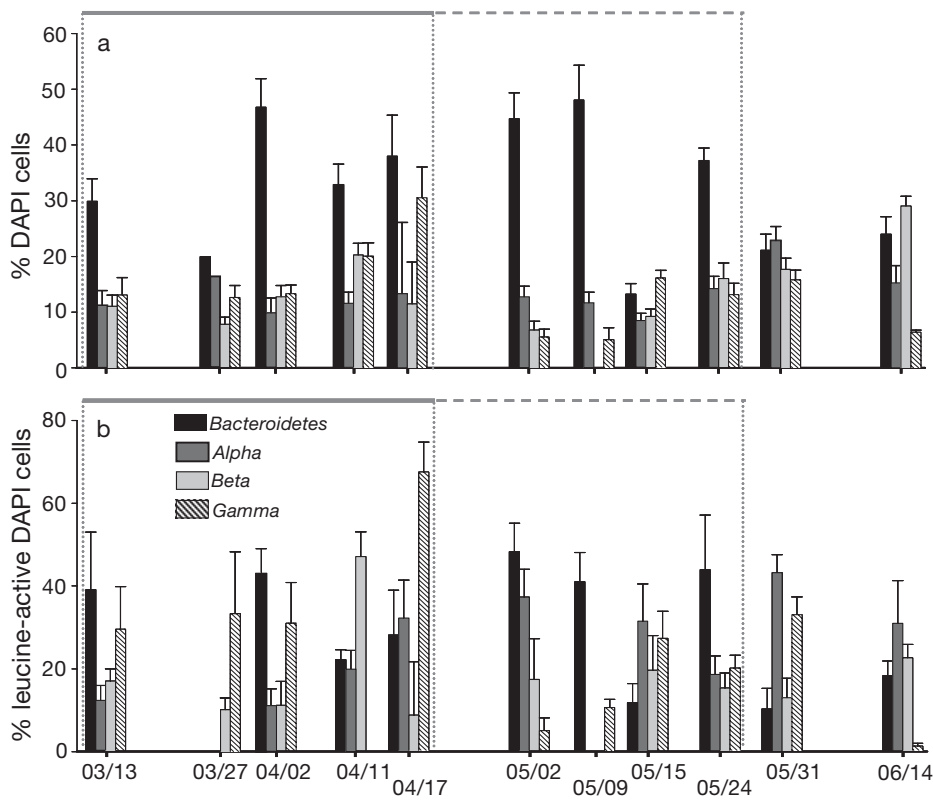 60
a
50
40
30
20
10
0
% DAPI cells
80
b
Bacteroidetes
Alpha
Beta
Gamma
60
40
20
0
% leucine-active DAPI cells
03/13
03/27
04/02
04/11
04/17
05/02
05/09
05/15
05/24
05/31
06/14